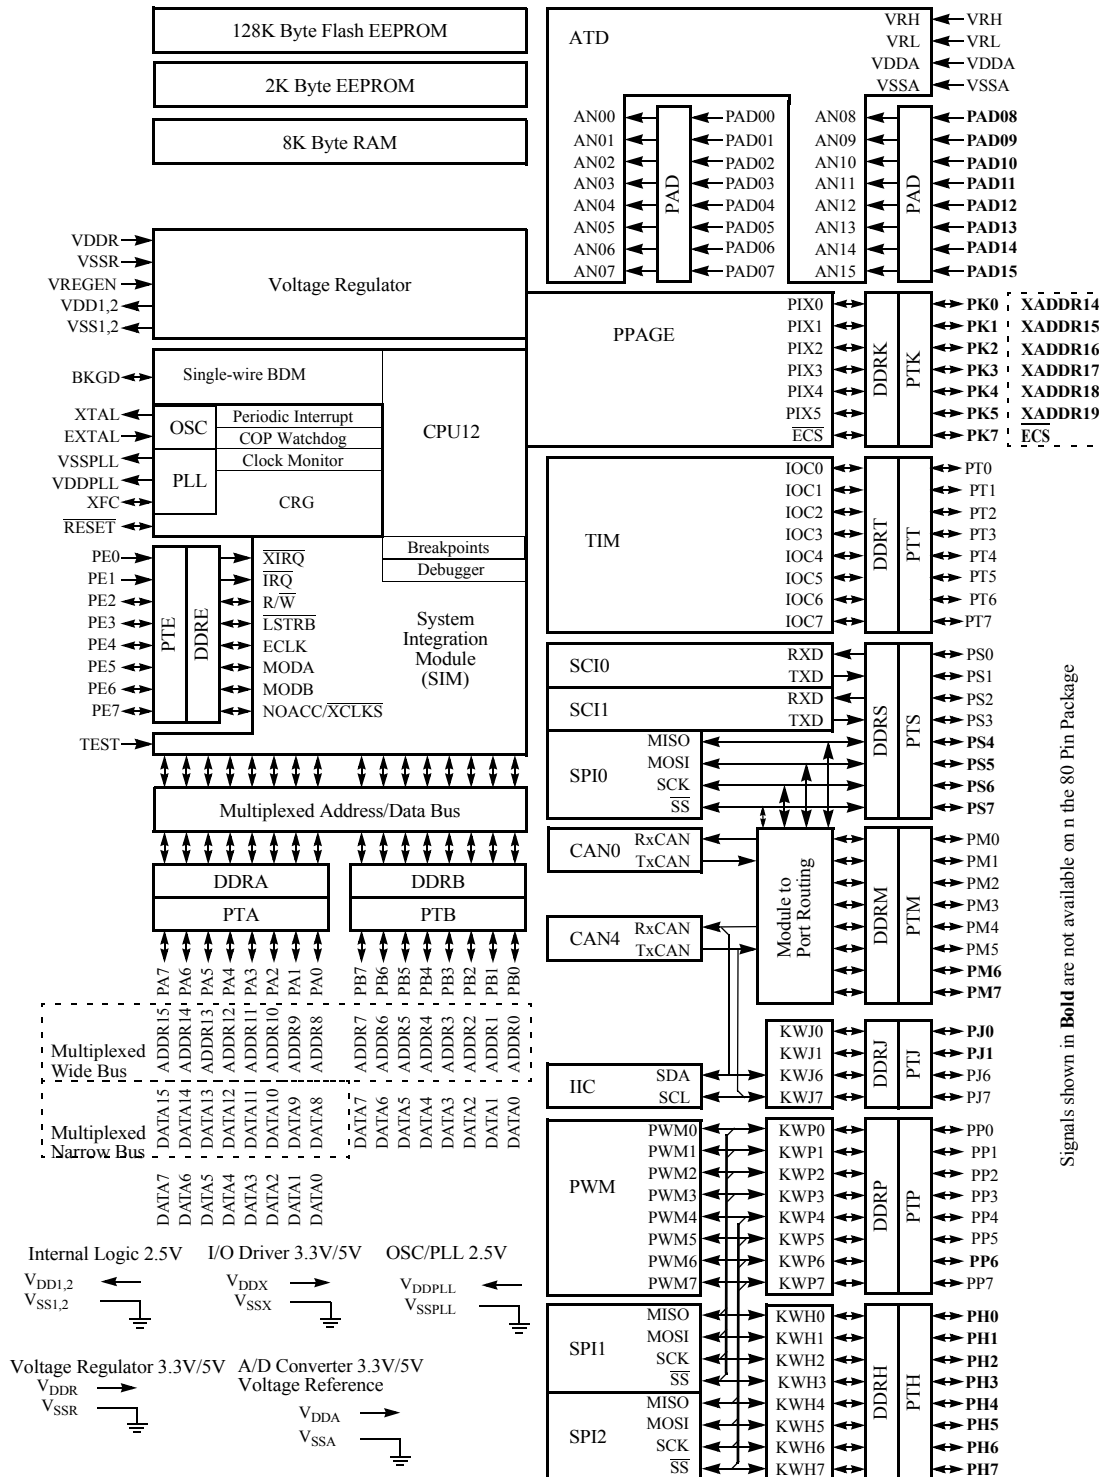 128K Byte Flash EEPROM
2K Byte EEPROM
8K Byte RAM
VDDR
VSSR
VREGEN
VDD1,2
VSS1,2
Voltage Regulator
BKGD
XTAL
EXTAL
VSSPLL
VDDPLL
XFC
RESET
Single-wire BDM
OSC
PLL
Periodic Interrupt
COP Watchdog
Clock Monitor
CRG
CPU12
Breakpoints
Debugger
PE0
PE1
PE2
PE3
PE4
PE5
PE6
PE7
TEST
PTE
DDRE
XIRQ
IRQ
R/W
LSTRB
ECLK
MODA
MODB
NOACC/XCLKS
System
Integration
Module
(SIM)
Multiplexed Address/Data Bus
DDRA
DDRB
PTA
PTB
PA7 PA6 PA5 PA4 PA3 PA2 PA1 PA0
PB7 PB6 PB5 PB4 PB3 PB2 PB1 PB0
Multiplexed
Wide Bus
ADDR15 ADDR14 ADDR13 ADDR12 ADDR11 ADDR10 ADDR9 ADDR8
ADDR7 ADDR6 ADDR5 ADDR4 ADDR3 ADDR2 ADDR1 ADDR0
DATA15 DATA14 DATA13 DATA12 DATA11 DATA10 DATA9 DATA8
DATA7 DATA6 DATA5 DATA4 DATA3 DATA2 DATA1 DATA0
Multiplexed
Narrow Bus
DATA7 DATA6 DATA5 DATA4 DATA3 DATA2 DATA1 DATA0
Internal Logic 2.5V
VDD1,2
VSS1,2
I/O Driver 3.3V/5V
VDDX
VSSX
OSC/PLL 2.5V
VDDPLL
VSSPLL
Voltage Regulator 3.3V/5V
VDDR
VSSR
A/D Converter 3.3V/5V
Voltage Reference
VDDA
VSSA
ATD
VRH VRH
VRL VRL
VDDA VDDA
VSSA VSSA
AN00 PAD00
AN01 PAD01
AN02 PAD02
AN03 PAD03
AN04 PAD04
AN05 PAD05
AN06 PAD06
AN07 PAD07
PAD
AN08 PAD08
AN09 PAD09
AN10 PAD10
AN11 PAD11
AN12 PAD12
AN13 PAD13
AN14 PAD14
AN15 PAD15
PAD
PPAGE
PIX0 PK0 XADDR14
PIX1 PK1 XADDR15
PIX2 PK2 XADDR16
PIX3 PK3 XADDR17
PIX4 PK4 XADDR18
PIX5 PK5 XADDR19
ECS PK7 ECS
DDRK
PTK
TIM
IOC0 PT0
IOC1 PT1
IOC2 PT2
IOC3 PT3
IOC4 PT4
IOC5 PT5
IOC6 PT6
IOC7 PT7
DDRT
PTT
SCI0
RXD PS0
TXD PS1
SCI1
RXD PS2
TXD PS3
SPI0
MISO PS4
MOSI PS5
SCK PS6
SS PS7
DDRS
PTS
CAN0
RxCAN
TxCAN
CAN4
RxCAN
TxCAN
Module to
Port Routing
DDRM
PTM
PM0
PM1
PM2
PM3
PM4
PM5
PM6
PM7
IIC
SDA
SCL
KWJ0 PJ0
KWJ1 PJ1
KWJ6 PJ6
KWJ7 PJ7
DDRJ
PTJ
PWM
PWM0 KWP0 PP0
PWM1 KWP1 PP1
PWM2 KWP2 PP2
PWM3 KWP3 PP3
PWM4 KWP4 PP4
PWM5 KWP5 PP5
PWM6 KWP6 PP6
PWM7 KWP7 PP7
DDRP
PTP
SPI1
MISO KWH0 PH0
MOSI KWH1 PH1
SCK KWH2 PH2
SS KWH3 PH3
SPI2
MISO KWH4 PH4
MOSI KWH5 PH5
SCK KWH6 PH6
SS KWH7 PH7
DDRH
PTH
Signals shown in Bold are not available on n the 80 Pin Package